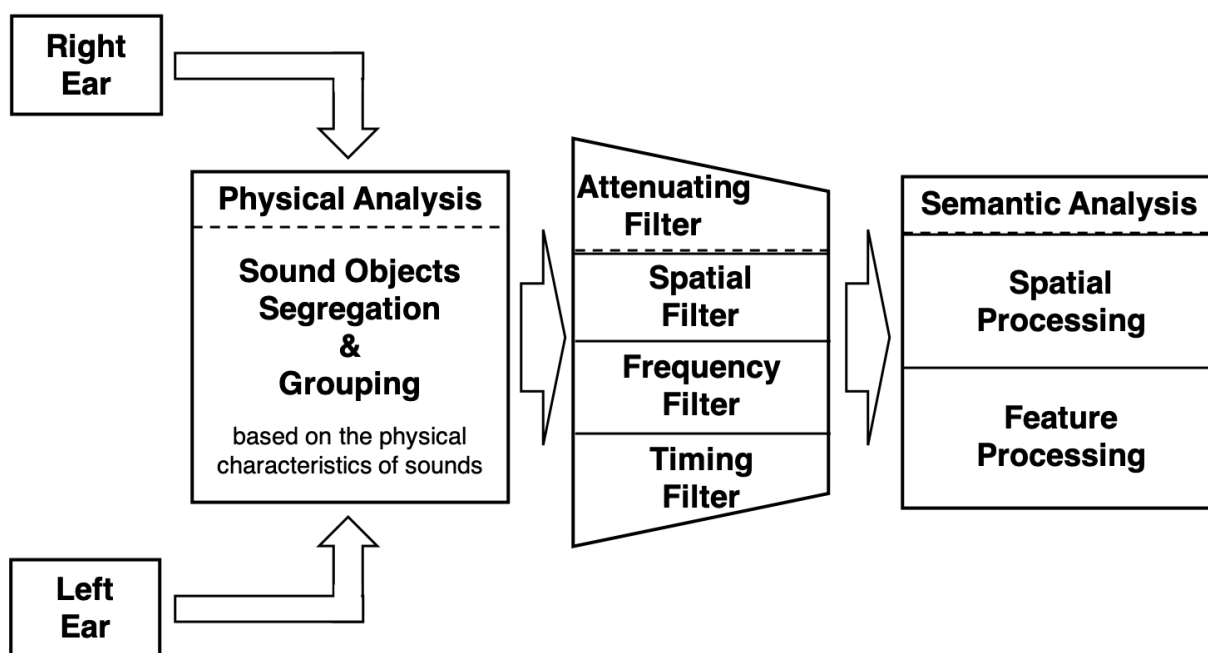 Right
Ear
Physical Analysis
Sound Objects
Segregation
&
Grouping
based on the physical
characteristics of sounds
Left
Ear
Attenuating
Filter
Spatial
Filter
Frequency
Filter
Timing
Filter
Semantic Analysis
Spatial
Processing
Feature
Processing